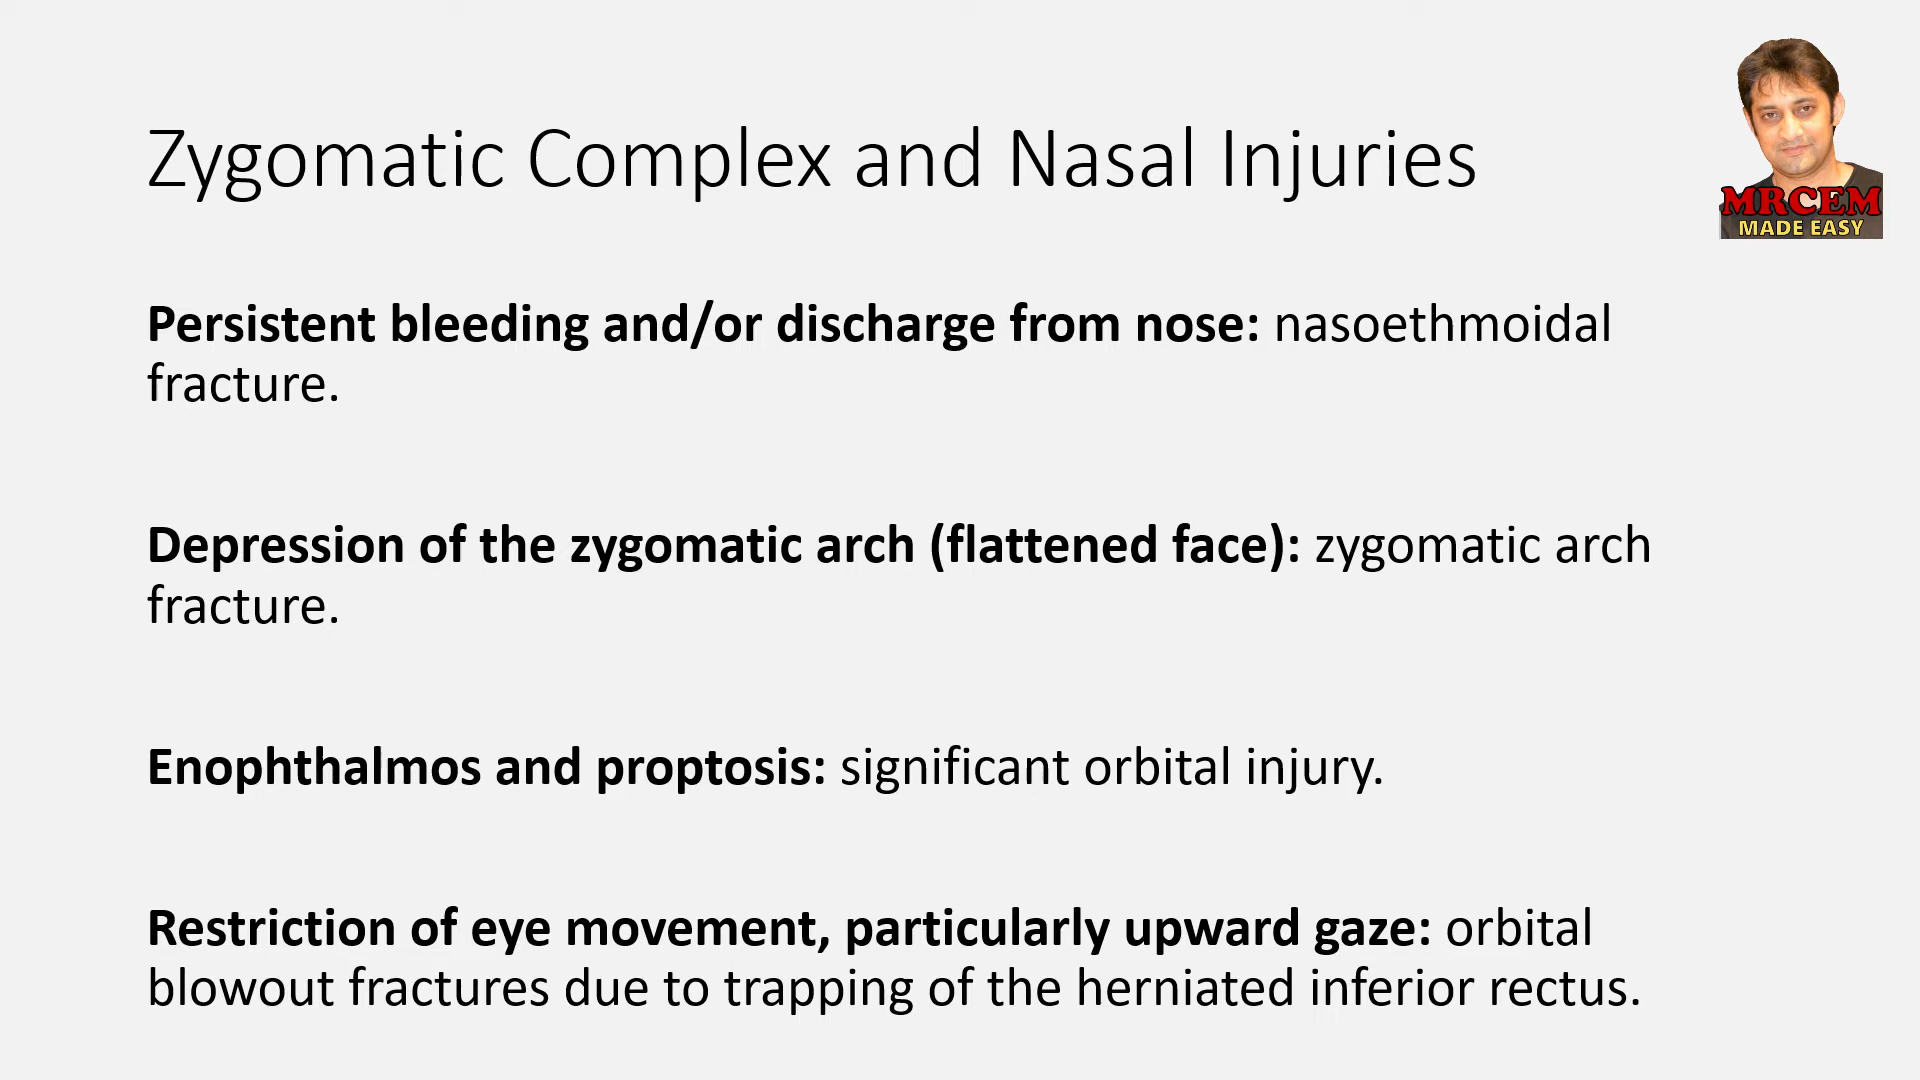 Zygomatic Complex and Nasal Injuries
MRCEM
MADE EASY
Persistent bleeding and/or discharge from nose: nasoethmoidal
fracture.
Depression of the zygomatic arch (flattened face): zygomatic arch
fracture.
Enophthalmos and proptosis: significant orbital injury.
Restriction of eye movement, particularly upward gaze: orbital
blowout fractures due to trapping of the herniated inferior rectus.